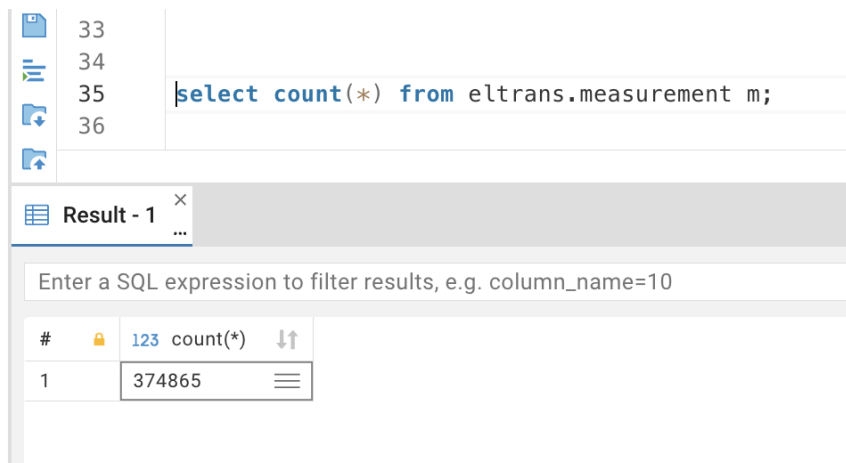 33
34
35 select count(*) from eltrans.measurement m;
36
Result - 1
...
Enter a SQL expression to filter results, e.g. column_name=10
# 123 count(*)
1 374865